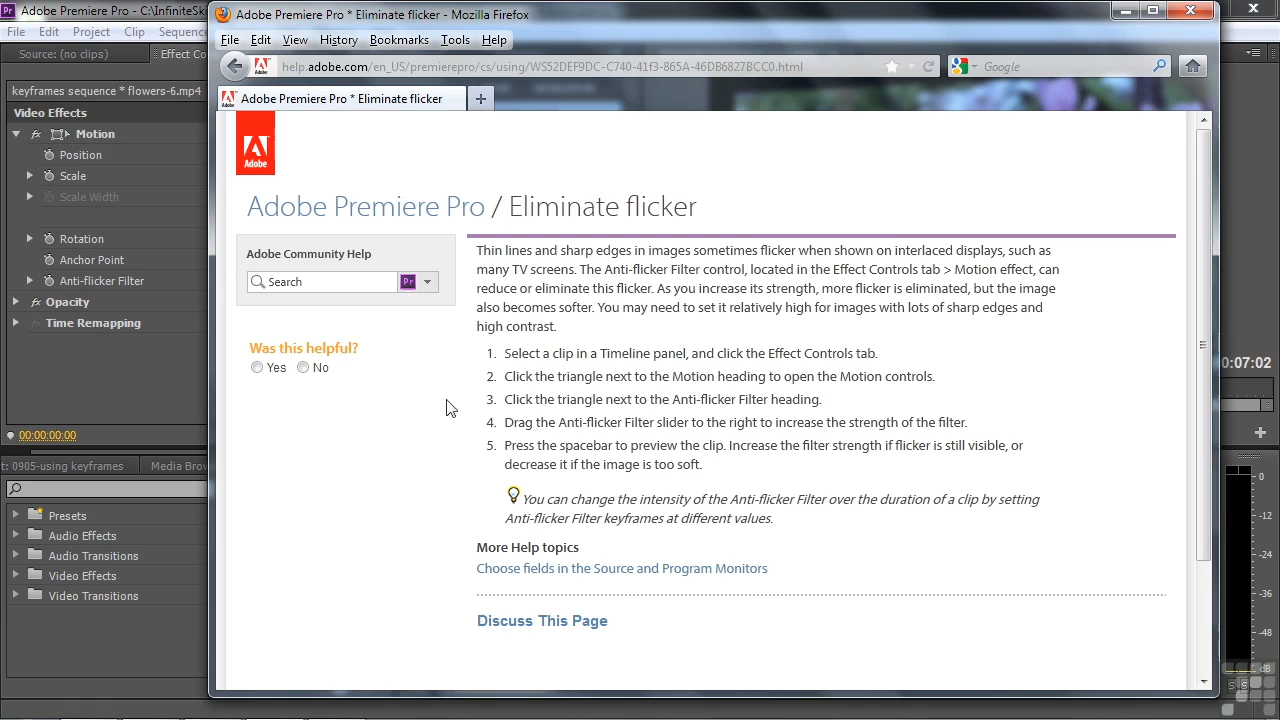 Adobe Premiere Pro - C:\InfiniteSk
Adobe Premiere Pro * Eliminate flicker - Mozilla Firefox
File Edit Project Clip Sequence
File Edit View History Bookmarks Tools Help
Source: (no clips) Effect Co
help.adobe.com/en_US/premierepro/cs/using/WS52DEF9DC-C740-41f3-865A-46DB6827BCC0.html
Google
keyframes sequence * flowers-6.mp4
Adobe Premiere Pro * Eliminate flicker
Video Effects
Motion
Position
Scale
Scale Width
Rotation
Anchor Point
Anti-flicker Filter
Opacity
Time Remapping
00:00:00:00
t: 0905-using keyframes Media Brow
Presets
Audio Effects
Audio Transitions
Video Effects
Video Transitions
Adobe
Adobe Premiere Pro / Eliminate flicker
Adobe Community Help
Search
Pr
Was this helpful?
Yes No
Thin lines and sharp edges in images sometimes flicker when shown on interlaced displays, such as
many TV screens. The Anti-flicker Filter control, located in the Effect Controls tab > Motion effect, can
reduce or eliminate this flicker. As you increase its strength, more flicker is eliminated, but the image
also becomes softer. You may need to set it relatively high for images with lots of sharp edges and
high contrast.
1. Select a clip in a Timeline panel, and click the Effect Controls tab.
2. Click the triangle next to the Motion heading to open the Motion controls.
3. Click the triangle next to the Anti-flicker Filter heading.
4. Drag the Anti-flicker Filter slider to the right to increase the strength of the filter.
5. Press the spacebar to preview the clip. Increase the filter strength if flicker is still visible, or
decrease it if the image is too soft.
You can change the intensity of the Anti-flicker Filter over the duration of a clip by setting
Anti-flicker Filter keyframes at different values.
More Help topics
Choose fields in the Source and Program Monitors
Discuss This Page
0:07:02
0
-12
-24
-36
-48
dB
S S